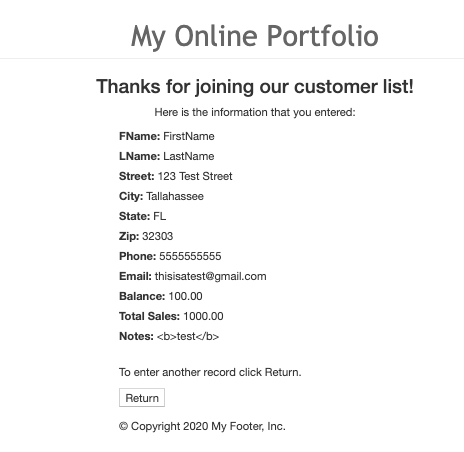 My Online Portfolio
Thanks for joining our customer list!
Here is the information that you entered:
FName: FirstName
LName: LastName
Street: 123 Test Street
City: Tallahassee
State: FL
Zip: 32303
Phone: 5555555555
Email: thisisatest@gmail.com
Balance: 100.00
Total Sales: 1000.00
Notes: <b>test</b>
To enter another record click Return.
Return
© Copyright 2020 My Footer, Inc.